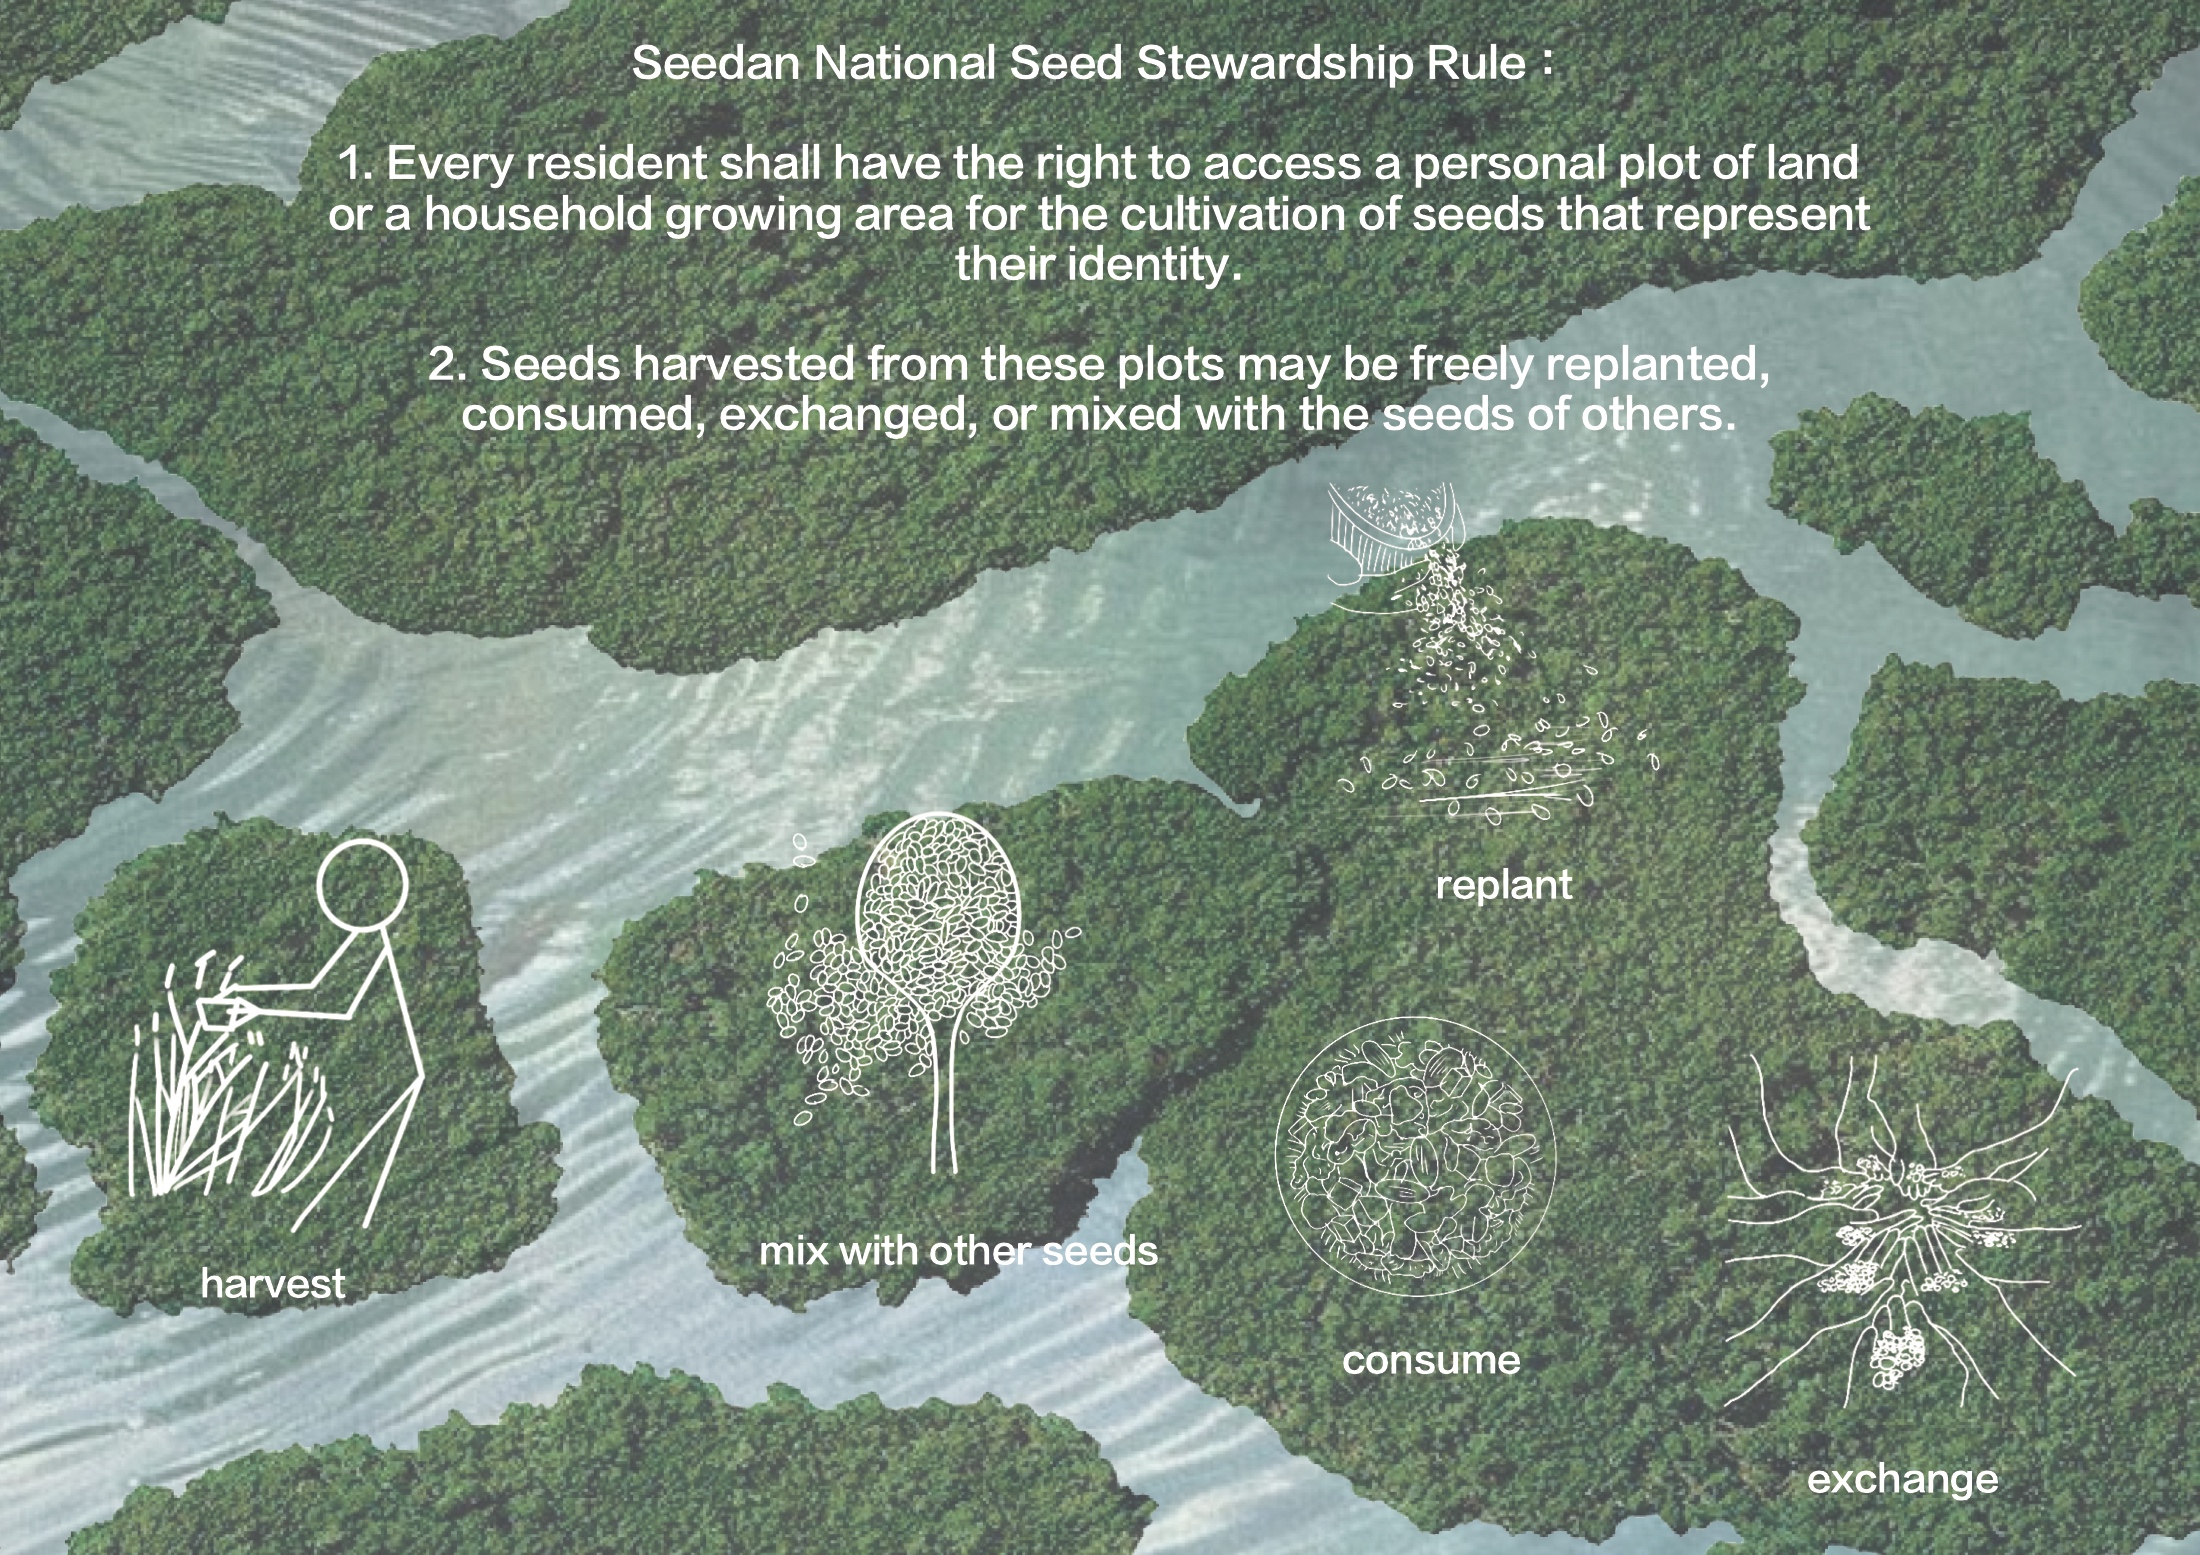 Seedan National Seed Stewardship Rule：
1. Every resident shall have the right to access a personal plot of land
or a household growing area for the cultivation of seeds that represent
their identity.
2. Seeds harvested from these plots may be freely replanted,
consumed, exchanged, or mixed with the seeds of others.
replant
mix with other seeds
harvest
consume
exchange